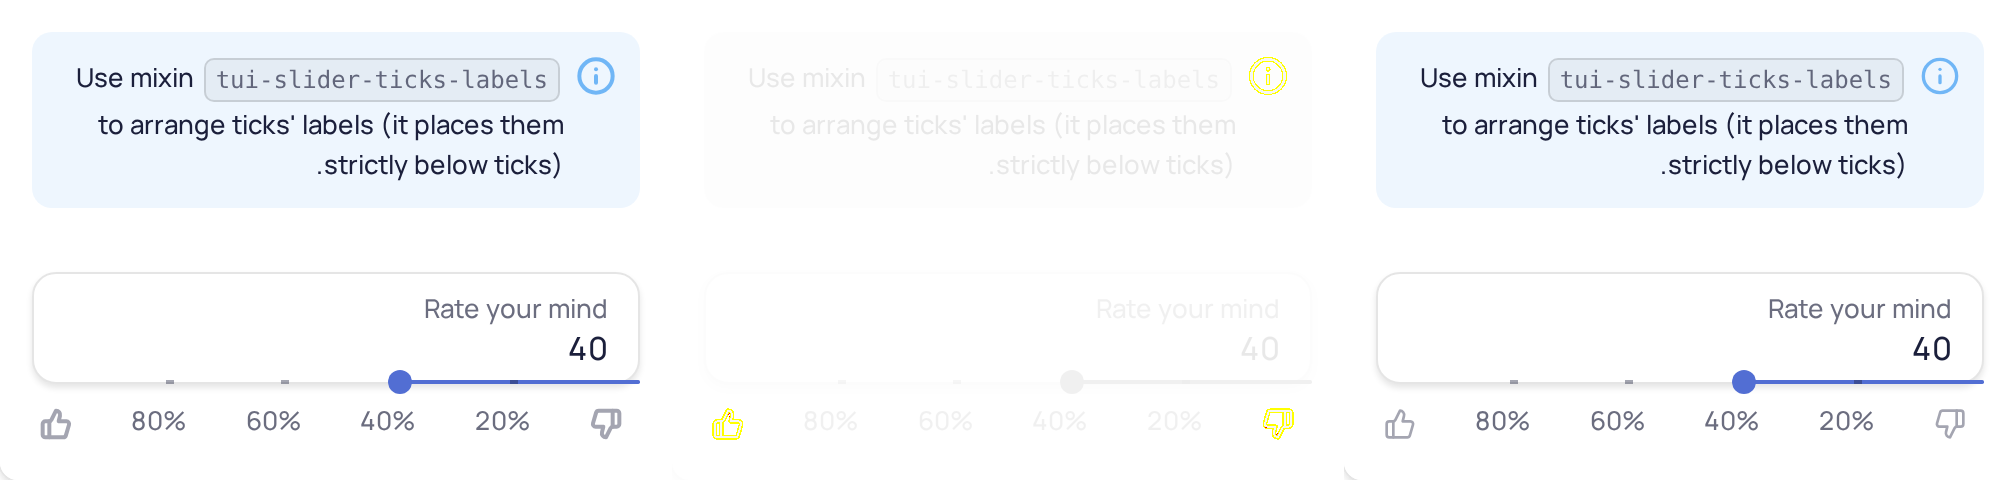 Use mixin tui-slider-ticks-labels
to arrange ticks' labels (it places them
.strictly below ticks)
Rate your mind
40
80% 60% 40% 20%
Use mixin tui-slider-ticks-labels
to arrange ticks' labels (it places them
.strictly below ticks)
Rate your mind
40
80% 60% 40% 20%
Use mixin tui-slider-ticks-labels
to arrange ticks' labels (it places them
.strictly below ticks)
Rate your mind
40
80% 60% 40% 20%